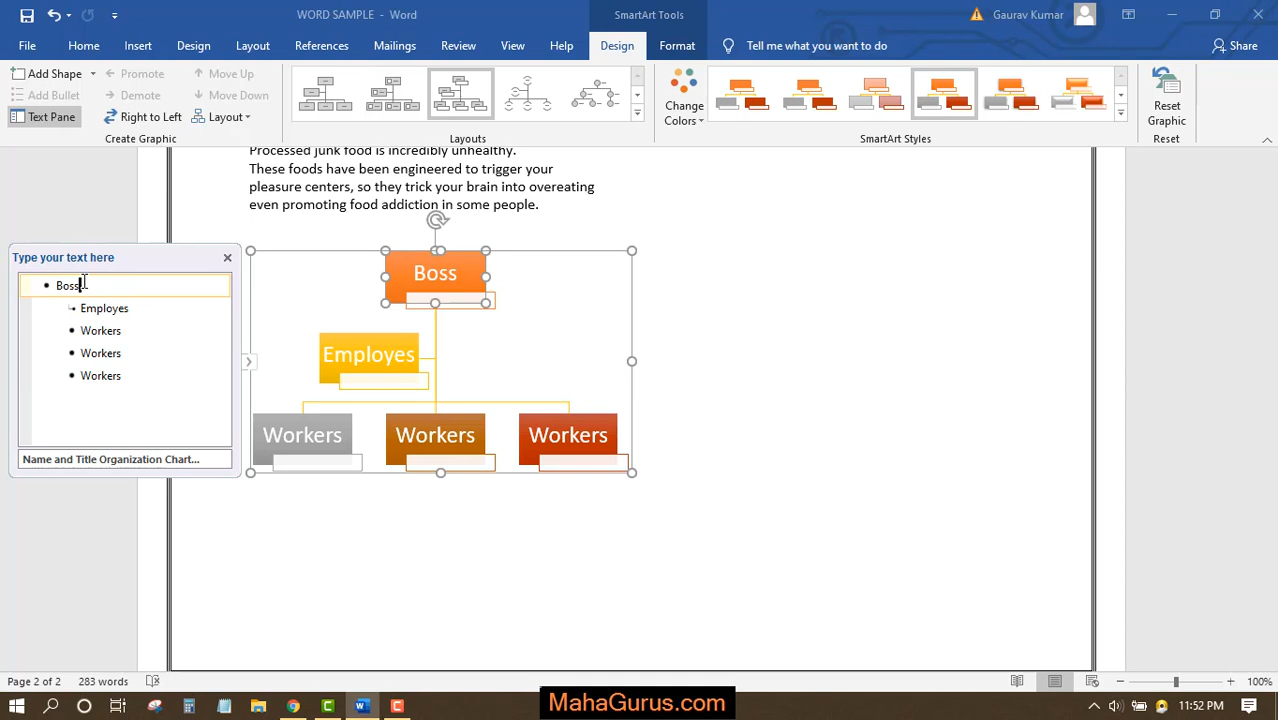 WORD SAMPLE - Word
SmartArt Tools
Gaurav Kumar
File Home Insert Design Layout References Mailings Review View Help Design Format Tell me what you want to do Share
Add Shape Promote Move Up
Add Bullet Demote Move Down
Text Pane Right to Left Layout
Create Graphic
Layouts
Change Colors
SmartArt Styles
Reset Graphic
Reset
Processed junk food is incredibly unhealthy.
These foods have been engineered to trigger your
pleasure centers, so they trick your brain into overeating
even promoting food addiction in some people.
Type your text here
Boss
Employes
Workers
Workers
Workers
Name and Title Organization Chart...
Boss
Employes
Workers Workers Workers
Page 2 of 2 283 words 100%
MahaGurus.com
11:52 PM